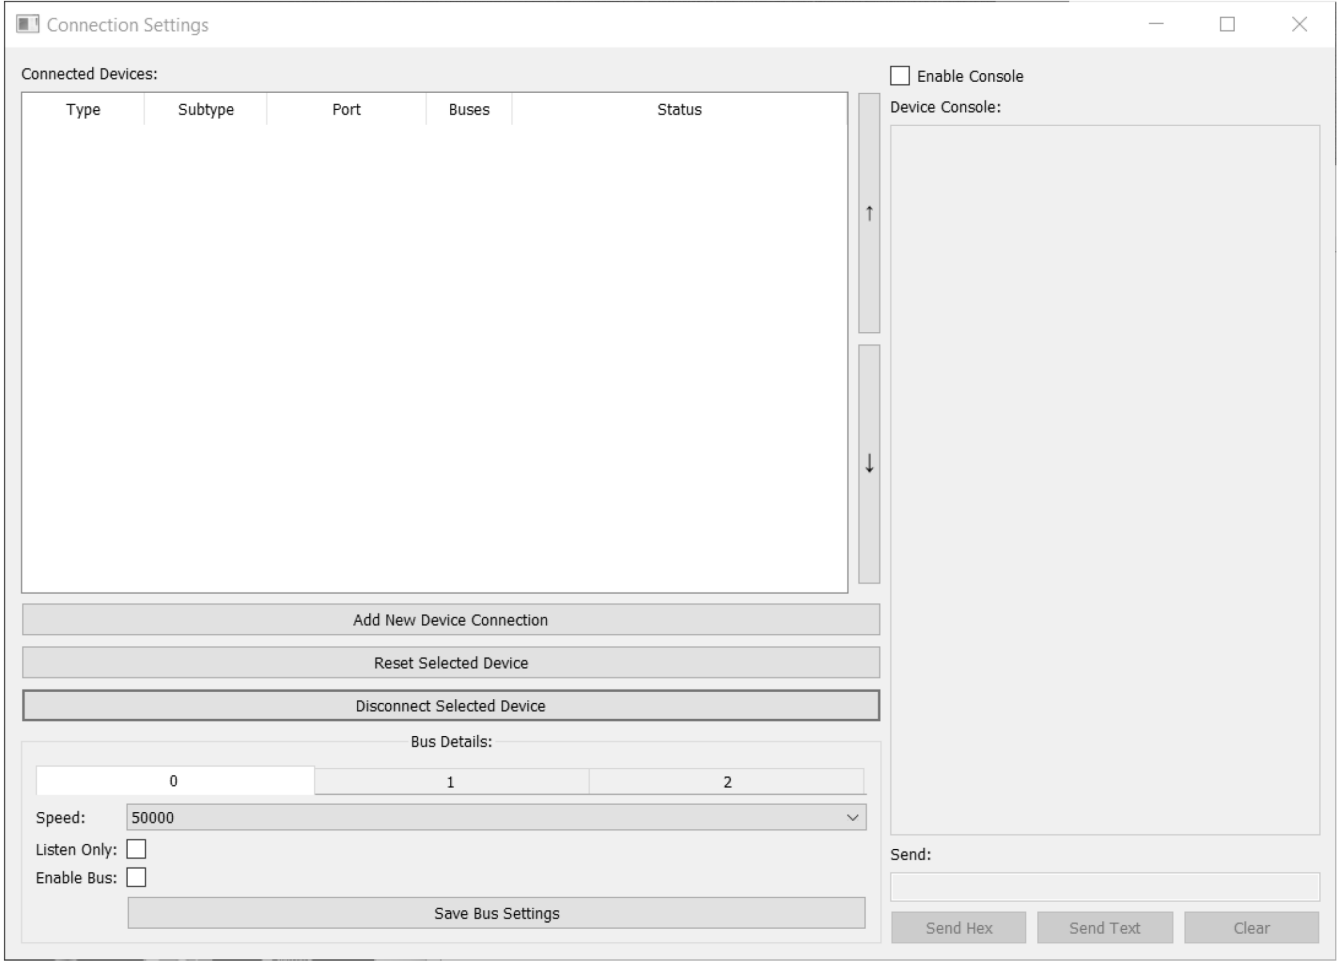 Connection Settings
Connected Devices:
Type Subtype Port Buses Status
↑
↓
Add New Device Connection
Reset Selected Device
Disconnect Selected Device
Bus Details:
0 1 2
Speed: 50000
Listen Only:
Enable Bus:
Save Bus Settings
Enable Console
Device Console:
Send:
Send Hex Send Text Clear